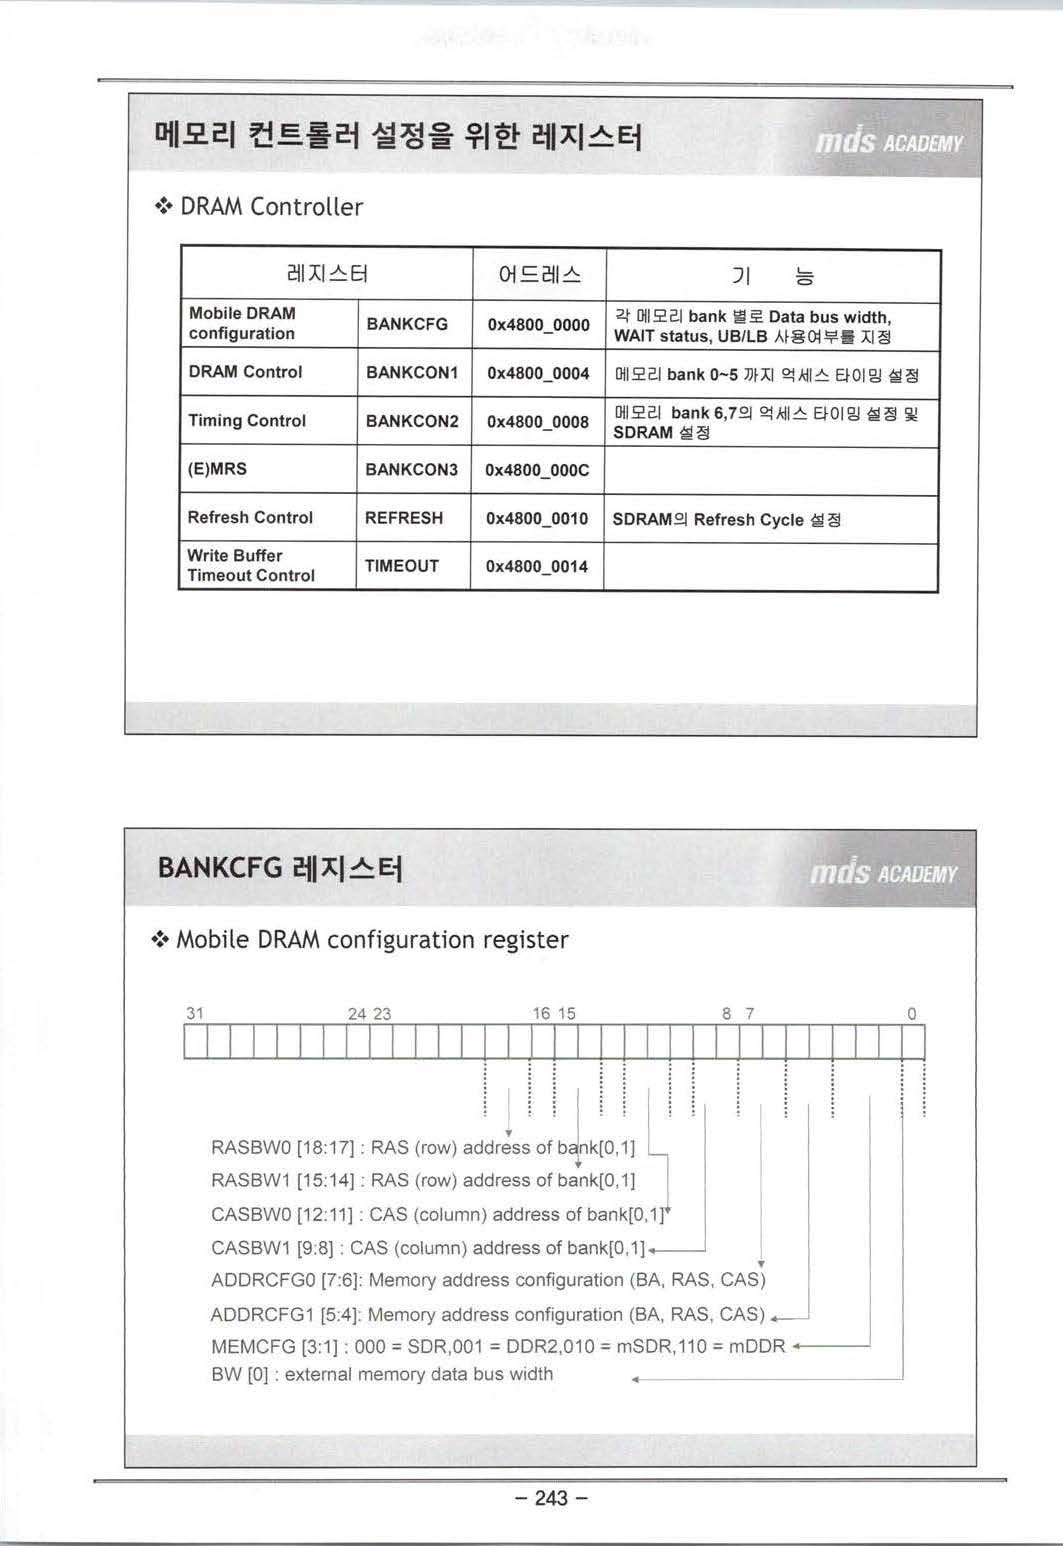 메모리 컨트롤러 설정을 위한 레지스터
mds ACADEMY
❖ DRAM Controller
레지스터 어드레스 기 능
Mobile DRAM configuration BANKCFG 0x4800_0000 각 메모리 bank 별로 Data bus width, WAIT status, UB/LB 사용여부를 지정
DRAM Control BANKCON1 0x4800_0004 메모리 bank 0~5 까지 억세스 타이밍 설정
Timing Control BANKCON2 0x4800_0008 메모리 bank 6,7의 억세스 타이밍 설정 및 SDRAM 설정
(E)MRS BANKCON3 0x4800_000C
Refresh Control REFRESH 0x4800_0010 SDRAM의 Refresh Cycle 설정
Write Buffer Timeout Control TIMEOUT 0x4800_0014
BANKCFG 레지스터
mds ACADEMY
❖ Mobile DRAM configuration register
31 24 23 16 15 8 7 0
RASBW0 [18:17] : RAS (row) address of bank[0,1]
RASBW1 [15:14] : RAS (row) address of bank[0,1]
CASBW0 [12:11] : CAS (column) address of bank[0,1]
CASBW1 [9:8] : CAS (column) address of bank[0,1]
ADDRCFG0 [7:6]: Memory address configuration (BA, RAS, CAS)
ADDRCFG1 [5:4]: Memory address configuration (BA, RAS, CAS)
MEMCFG [3:1] : 000 = SDR,001 = DDR2,010 = mSDR,110 = mDDR
BW [0] : external memory data bus width
- 243 -